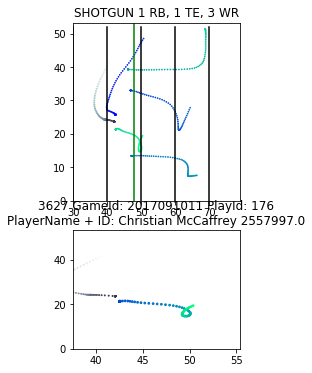 SHOTGUN 1 RB, 1 TE, 3 WR
50
40
30
20
10
0
30 40 50 60 70
3627 GameId: 2017091011 PlayId: 176
PlayerName + ID: Christian McCaffrey 2557997.0
40
20
0
40 45 50 55